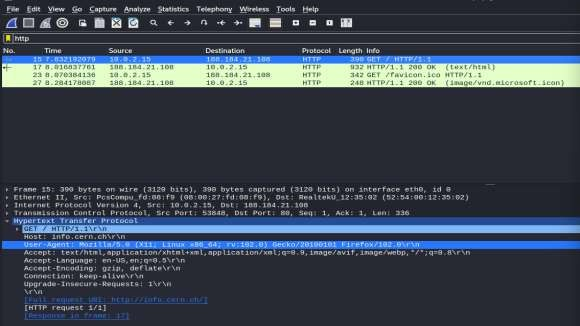 File Edit View Go Capture Analyze Statistics Telephony Wireless Tools Help
http
No. Time Source Destination Protocol Length Info
15 7.832192079 10.0.2.15 188.184.21.108 HTTP 390 GET / HTTP/1.1
17 8.016837761 188.184.21.108 10.0.2.15 HTTP 932 HTTP/1.1 200 OK (text/html)
23 8.070304136 10.0.2.15 188.184.21.108 HTTP 342 GET /favicon.ico HTTP/1.1
27 8.204178087 188.184.21.108 10.0.2.15 HTTP 248 HTTP/1.1 200 OK (image/vnd.microsoft.icon)
Frame 15: 390 bytes on wire (3120 bits), 390 bytes captured (3120 bits) on interface eth0, id 0
Ethernet II, Src: PcsCompu_fd:08:f9 (08:00:27:fd:08:f9), Dst: RealtekU_12:35:02 (52:54:00:12:35:02)
Internet Protocol Version 4, Src: 10.0.2.15, Dst: 188.184.21.108
Transmission Control Protocol, Src Port: 53848, Dst Port: 80, Seq: 1, Ack: 1, Len: 336
Hypertext Transfer Protocol
GET / HTTP/1.1\r\n
Host: info.cern.ch\r\n
User-Agent: Mozilla/5.0 (X11; Linux x86_64; rv:102.0) Gecko/20100101 Firefox/102.0\r\n
Accept: text/html,application/xhtml+xml,application/xml;q=0.9,image/avif,image/webp,*/*;q=0.8\r\n
Accept-Language: en-US,en;q=0.5\r\n
Accept-Encoding: gzip, deflate\r\n
Connection: keep-alive\r\n
Upgrade-Insecure-Requests: 1\r\n
\r\n
[Full request URI: http://info.cern.ch/]
[HTTP request 1/1]
[Response in frame: 17]